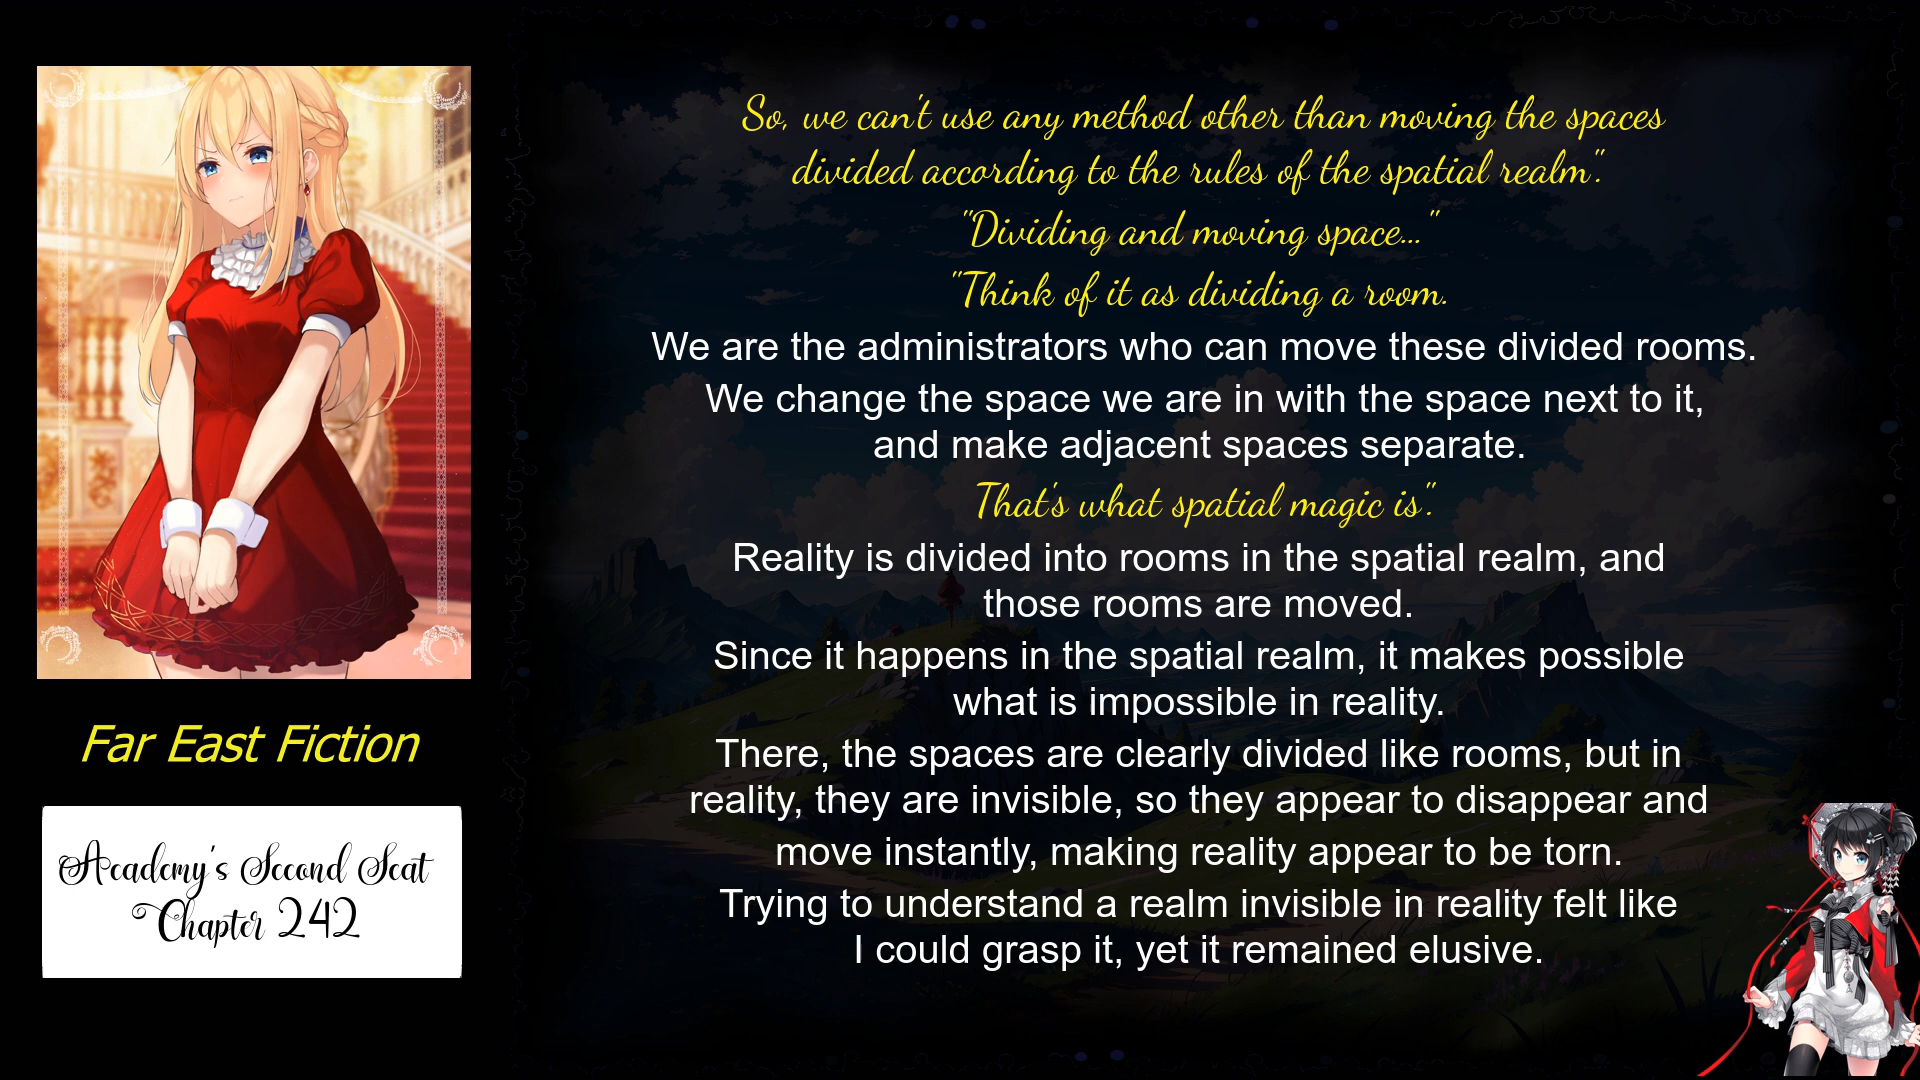 So, we can't use any method other than moving the spaces
divided according to the rules of the spatial realm".
"Dividing and moving space..."
"Think of it as dividing a room.
We are the administrators who can move these divided rooms.
We change the space we are in with the space next to it,
and make adjacent spaces separate.
That's what spatial magic is".
Reality is divided into rooms in the spatial realm, and
those rooms are moved.
Since it happens in the spatial realm, it makes possible
what is impossible in reality.
There, the spaces are clearly divided like rooms, but in
reality, they are invisible, so they appear to disappear and
move instantly, making reality appear to be torn.
Trying to understand a realm invisible in reality felt like
I could grasp it, yet it remained elusive.
Far East Fiction
Academy's Second Seat
Chapter 242